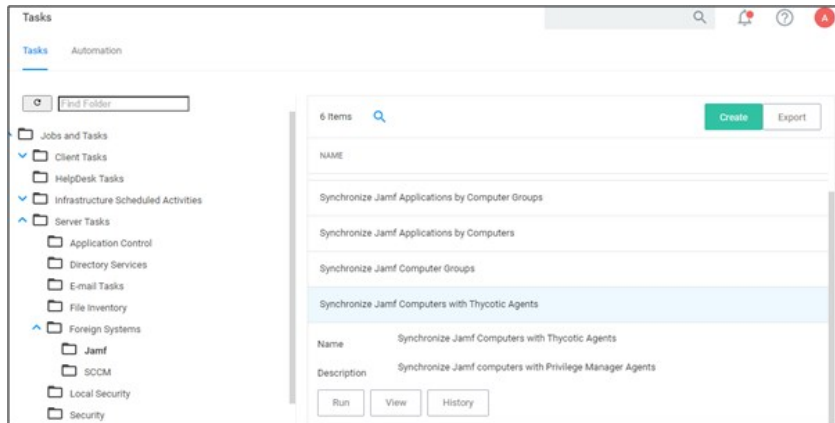 Tasks
A
Tasks Automation
Find Folder
Jobs and Tasks
Client Tasks
HelpDesk Tasks
Infrastructure Scheduled Activities
Server Tasks
Application Control
Directory Services
E-mail Tasks
File Inventory
Foreign Systems
Jamf
SCCM
Local Security
Security
6 Items
Create Export
NAME
Synchronize Jamf Applications by Computer Groups
Synchronize Jamf Applications by Computers
Synchronize Jamf Computer Groups
Synchronize Jamf Computers with Thycotic Agents
Name Synchronize Jamf Computers with Thycotic Agents
Description Synchronize Jamf computers with Privilege Manager Agents
Run View History